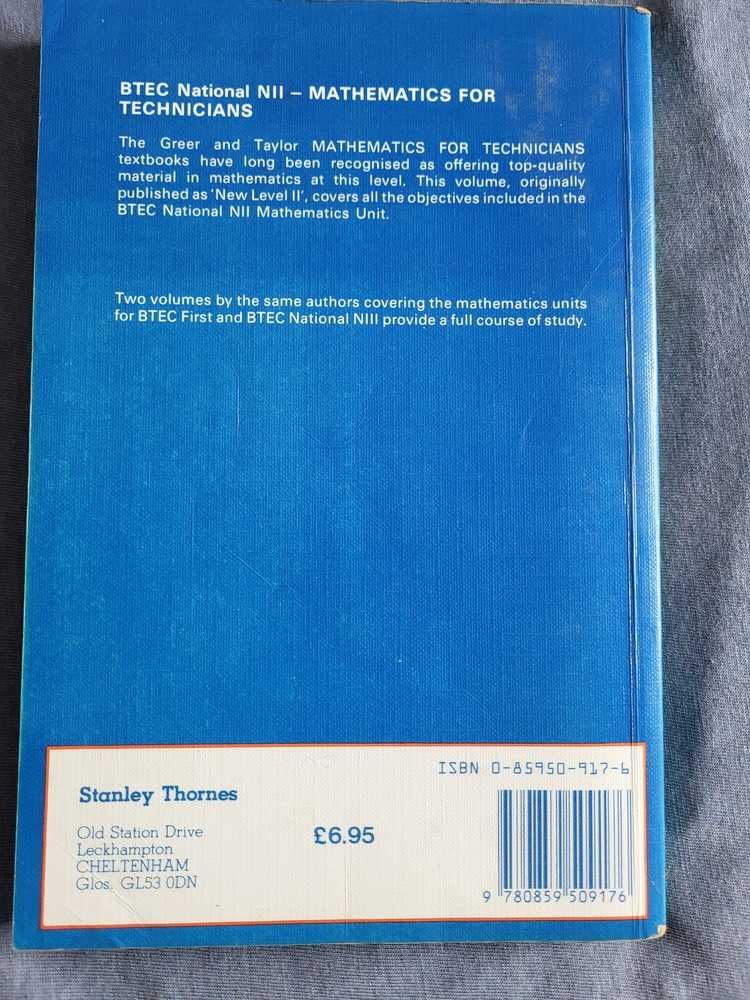 BTEC National NII – MATHEMATICS FOR
TECHNICIANS
The Greer and Taylor MATHEMATICS FOR TECHNICIANS
textbooks have long been recognised as offering top-quality
material in mathematics at this level. This volume, originally
published as 'New Level II', covers all the objectives included in the
BTEC National NII Mathematics Unit.
Two volumes by the same authors covering the mathematics units
for BTEC First and BTEC National NIII provide a full course of study.
ISBN 0-85950-917-6
Stanley Thornes
Old Station Drive
Leckhampton
CHELTENHAM
Glos. GL53 0DN
£6.95
9 780859 509176